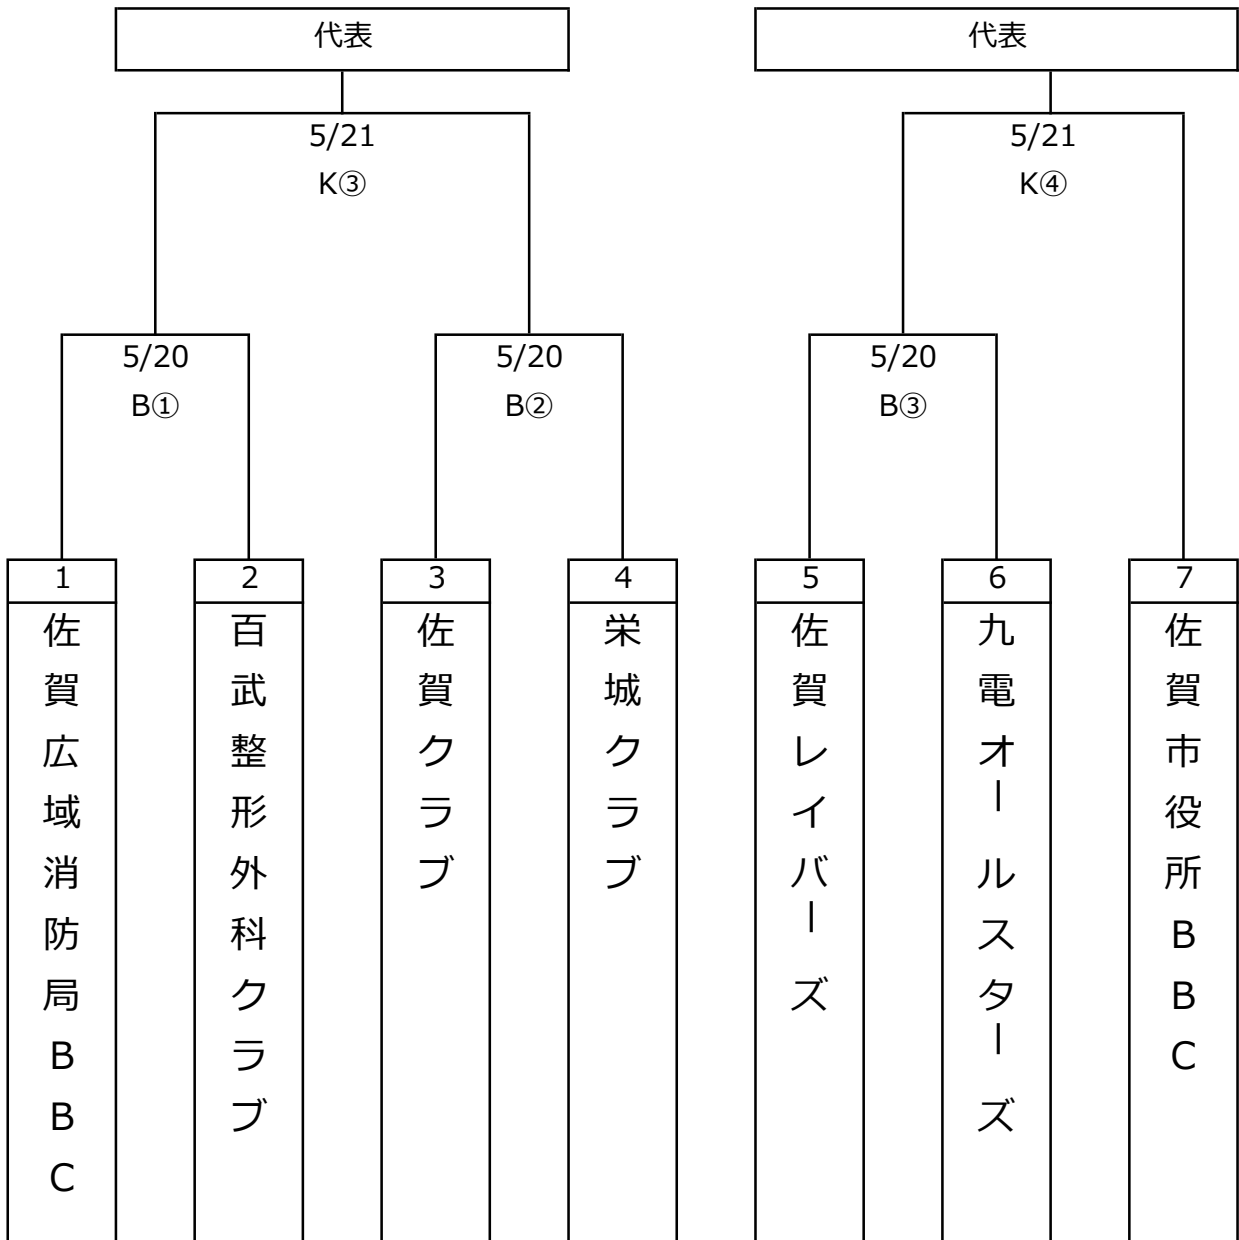 代表
代表
5/21
K③
5/21
K④
5/20
B①
5/20
B②
5/20
B③
1
2
3
4
5
6
7
佐賀広域消防局BBC
百武整形外科クラブ
佐賀クラブ
栄城クラブ
佐賀レイバーズ
九電オールスターズ
佐賀市役所BBC